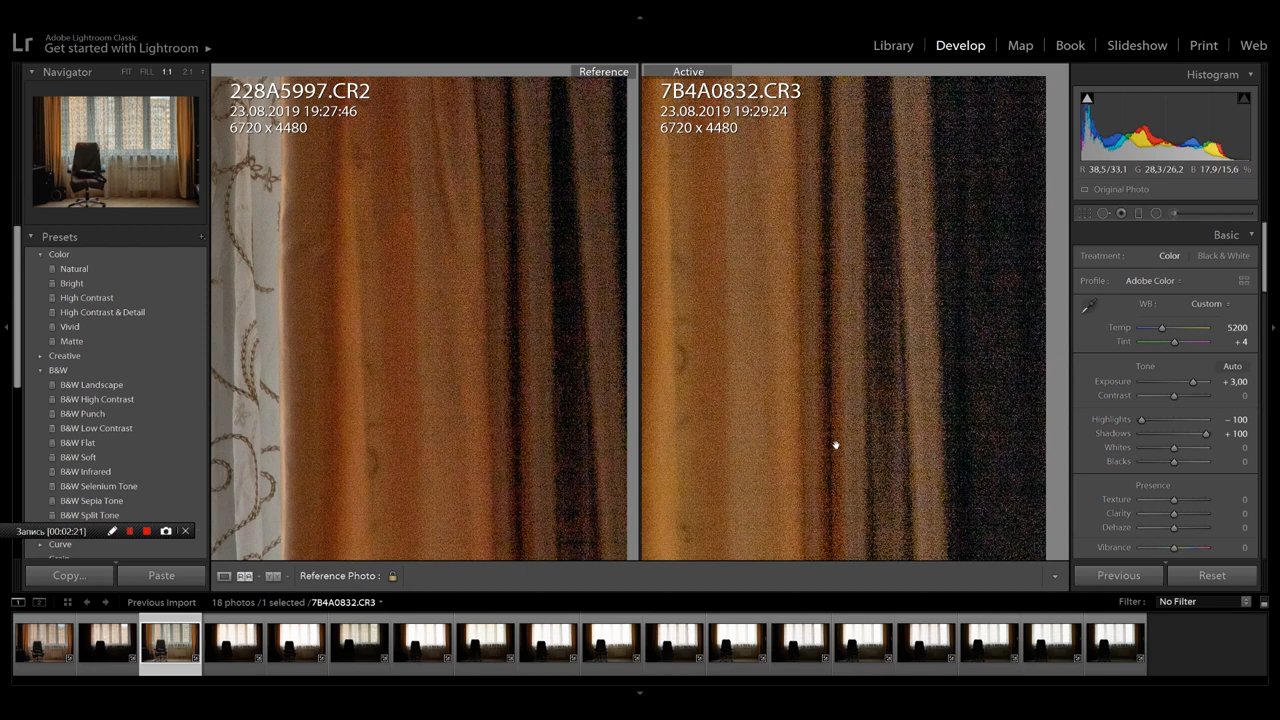 Lr
Adobe Lightroom Classic
Get started with Lightroom
Library | Develop | Map | Book | Slideshow | Print | Web
Navigator FIT FILL 1:1 2:1
Presets +
Color
Natural
Bright
High Contrast
High Contrast & Detail
Vivid
Matte
Creative
B&W
B&W Landscape
B&W High Contrast
B&W Punch
B&W Low Contrast
B&W Flat
B&W Soft
B&W Infrared
B&W Selenium Tone
B&W Sepia Tone
B&W Split Tone
Запись [00:02:21]
Curve
Copy... Paste
Reference
228A5997.CR2
23.08.2019 19:27:46
6720 x 4480
Active
7B4A0832.CR3
23.08.2019 19:29:24
6720 x 4480
Histogram
R 38,5/33,1 G 28,3/26,2 B 17,9/15,6 %
Original Photo
Basic
Treatment : Color Black & White
Profile : Adobe Color
WB : Custom
Temp 5200
Tint + 4
Tone Auto
Exposure + 3,00
Contrast 0
Highlights – 100
Shadows + 100
Whites 0
Blacks 0
Presence
Texture 0
Clarity 0
Dehaze 0
Vibrance 0
Previous Reset
RA YY Reference Photo :
1 2 Previous Import 18 photos /1 selected /7B4A0832.CR3
Filter : No Filter